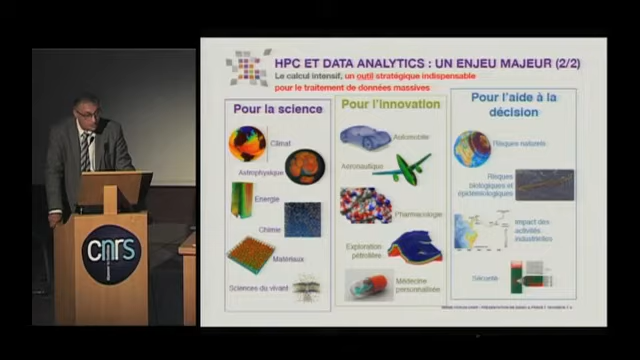 HPC ET DATA ANALYTICS : UN ENJEU MAJEUR (2/2)
Le calcul intensif, un outil stratégique indispensable
pour le traitement de données massives
Pour la science
Climat
Astrophysique
Energie
Chimie
Matériaux
Sciences du vivant
Pour l'innovation
Automobile
Aéronautique
Pharmacologie
Exploration
pétrolière
Médecine
personnalisée
Pour l'aide à la
décision
Risques naturels
Risques
biologiques et
épidémiologiques
Impact des
activités
industrielles
Sécurité
cnrs